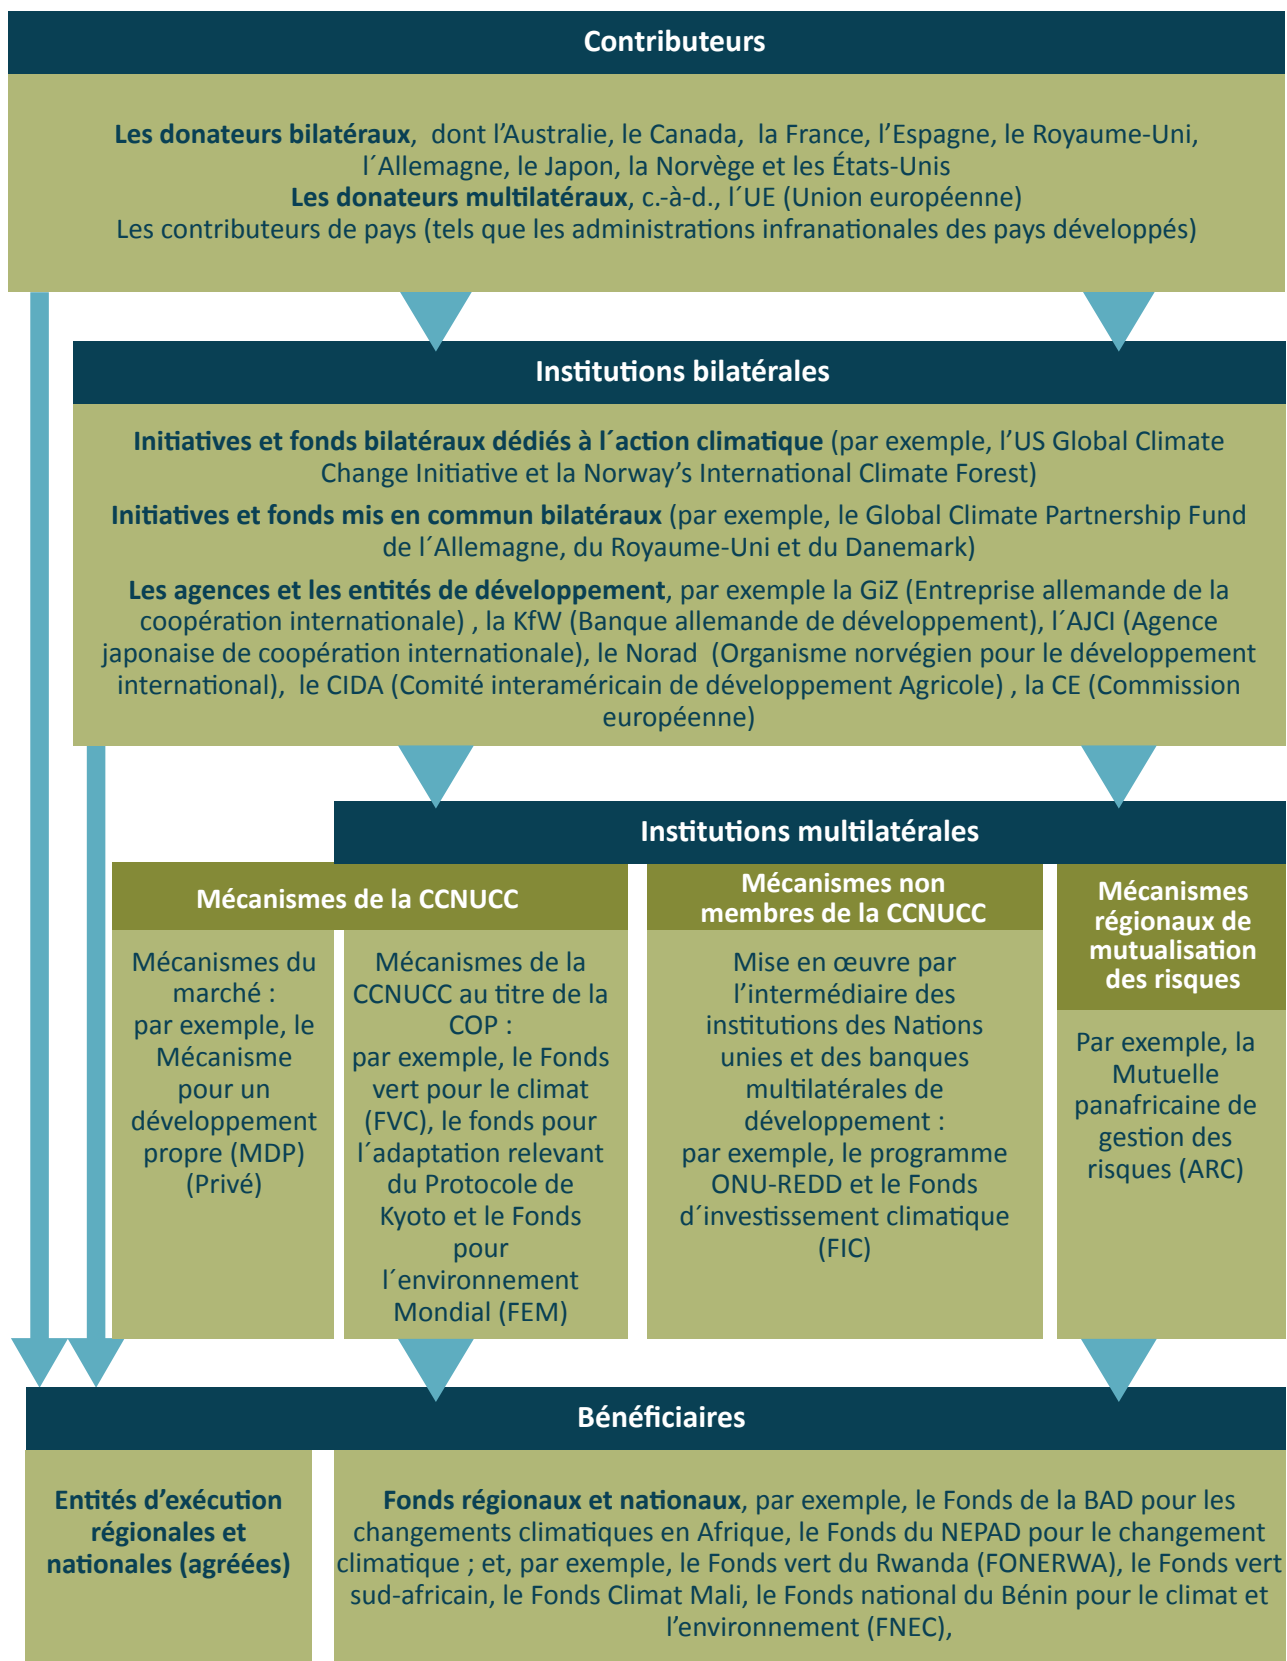 Contributeurs
Les donateurs bilatéraux, dont l’Australie, le Canada, la France, l’Espagne, le Royaume-Uni,
l´Allemagne, le Japon, la Norvège et les États-Unis
Les donateurs multilatéraux, c.-à-d., l´UE (Union européenne)
Les contributeurs de pays (tels que les administrations infranationales des pays développés)
Institutions bilatérales
Initiatives et fonds bilatéraux dédiés à l´action climatique (par exemple, l’US Global Climate
Change Initiative et la Norway’s International Climate Forest)
Initiatives et fonds mis en commun bilatéraux (par exemple, le Global Climate Partnership Fund
de l´Allemagne, du Royaume-Uni et du Danemark)
Les agences et les entités de développement, par exemple la GiZ (Entreprise allemande de la
coopération internationale) , la KfW (Banque allemande de développement), l´AJCI (Agence
japonaise de coopération internationale), le Norad (Organisme norvégien pour le développement
international), le CIDA (Comité interaméricain de développement Agricole) , la CE (Commission
européenne)
Institutions multilatérales
Mécanismes de la CCNUCC
Mécanismes du
marché :
par exemple, le
Mécanisme
pour un
développement
propre (MDP)
(Privé)
Mécanismes de la
CCNUCC au titre de la
COP :
par exemple, le Fonds
vert pour le climat
(FVC), le fonds pour
l´adaptation relevant
du Protocole de
Kyoto et le Fonds
pour
l´environnement
Mondial (FEM)
Mécanismes non
membres de la CCNUCC
Mise en œuvre par
l’intermédiaire des
institutions des Nations
unies et des banques
multilatérales de
développement :
par exemple, le programme
ONU-REDD et le Fonds
d´investissement climatique
(FIC)
Mécanismes
régionaux de
mutualisation
des risques
Par exemple, la
Mutuelle
panafricaine de
gestion des
risques (ARC)
Bénéficiaires
Entités d’exécution
régionales et
nationales (agréées)
Fonds régionaux et nationaux, par exemple, le Fonds de la BAD pour les
changements climatiques en Afrique, le Fonds du NEPAD pour le changement
climatique ; et, par exemple, le Fonds vert du Rwanda (FONERWA), le Fonds vert
sud-africain, le Fonds Climat Mali, le Fonds national du Bénin pour le climat et
l’environnement (FNEC),